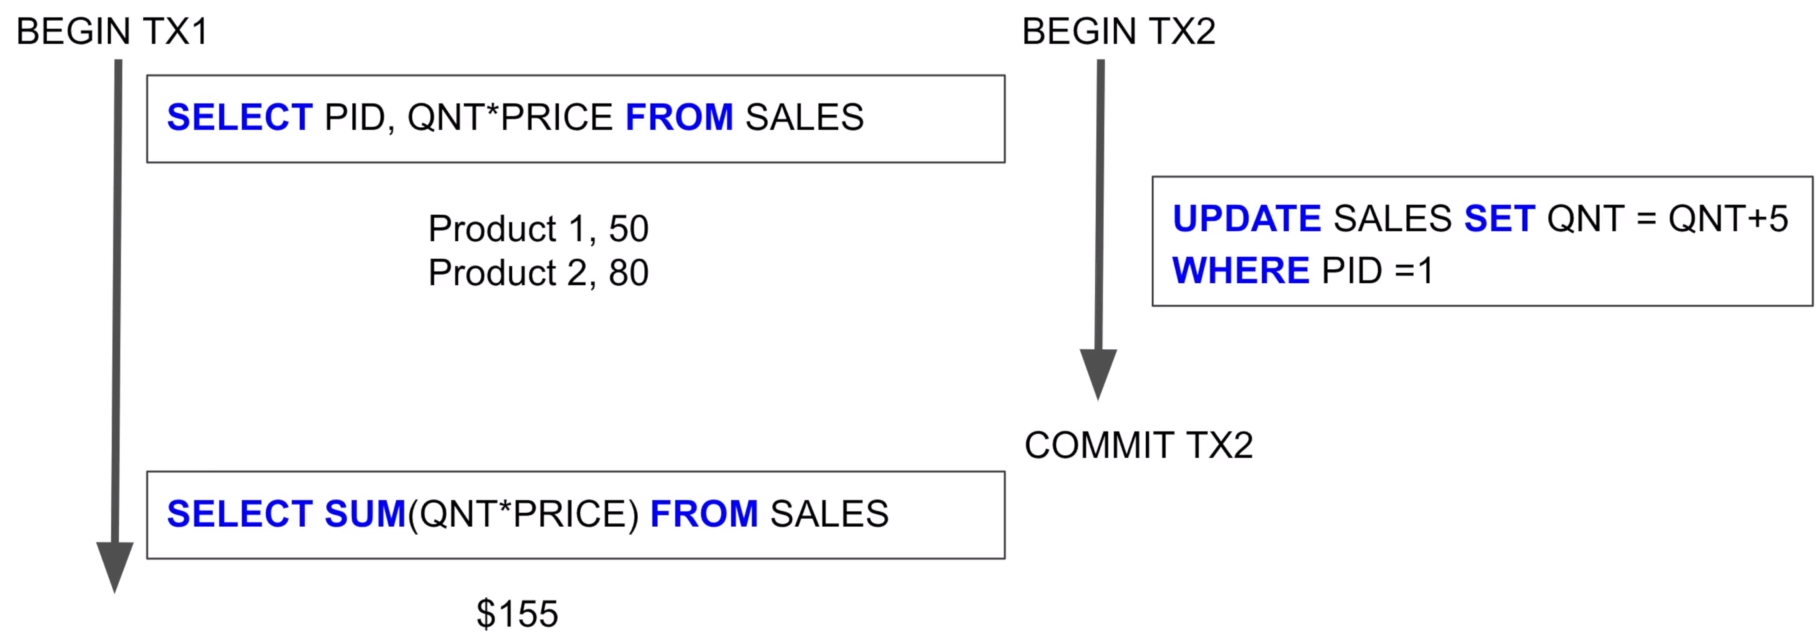 BEGIN TX1
SELECT PID, QNT*PRICE FROM SALES
Product 1, 50
Product 2, 80
SELECT SUM(QNT*PRICE) FROM SALES
$155
BEGIN TX2
UPDATE SALES SET QNT = QNT+5
WHERE PID =1
COMMIT TX2